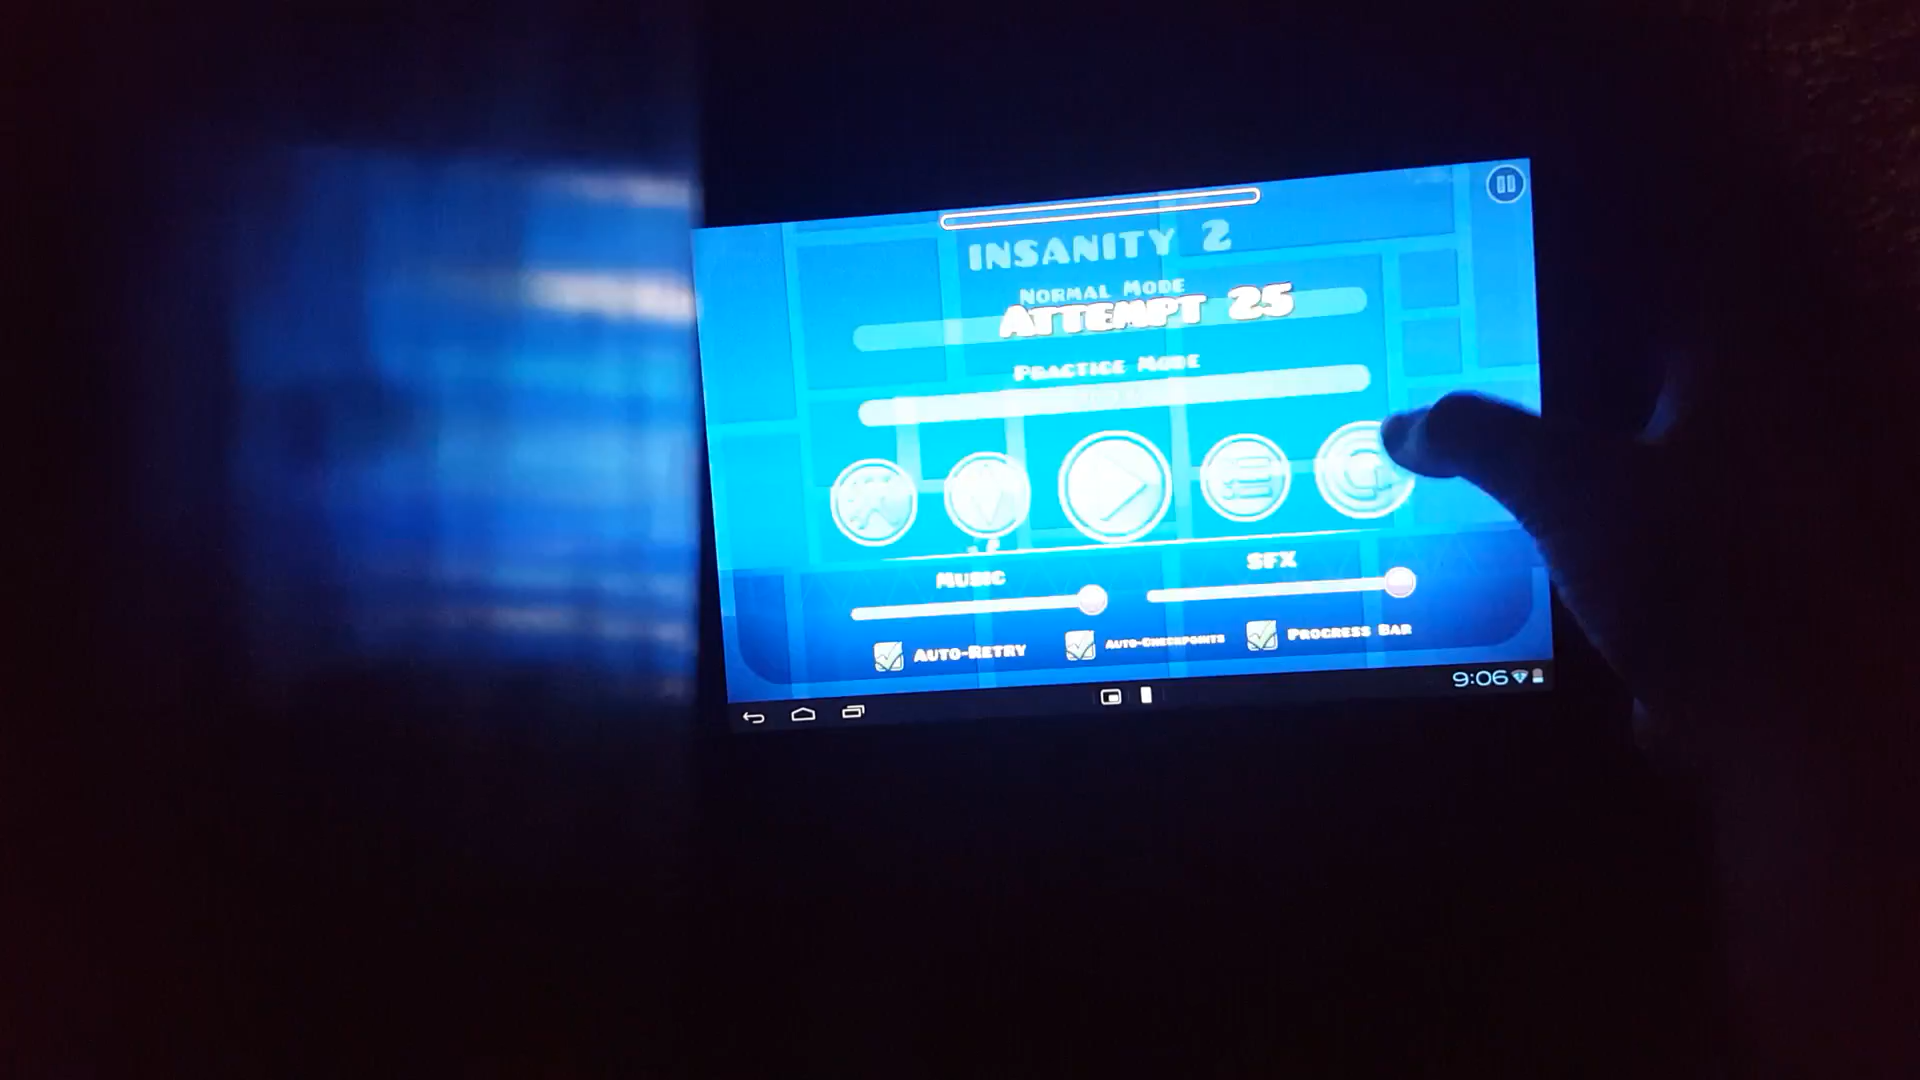 INSANITY 2
NORMAL MODE
ATTEMPT 25
PRACTICE MODE
MUSIC
SFX
AUTO-RETRY
AUTO-CHECKPOINTS
PROGRESS BAR
9:06